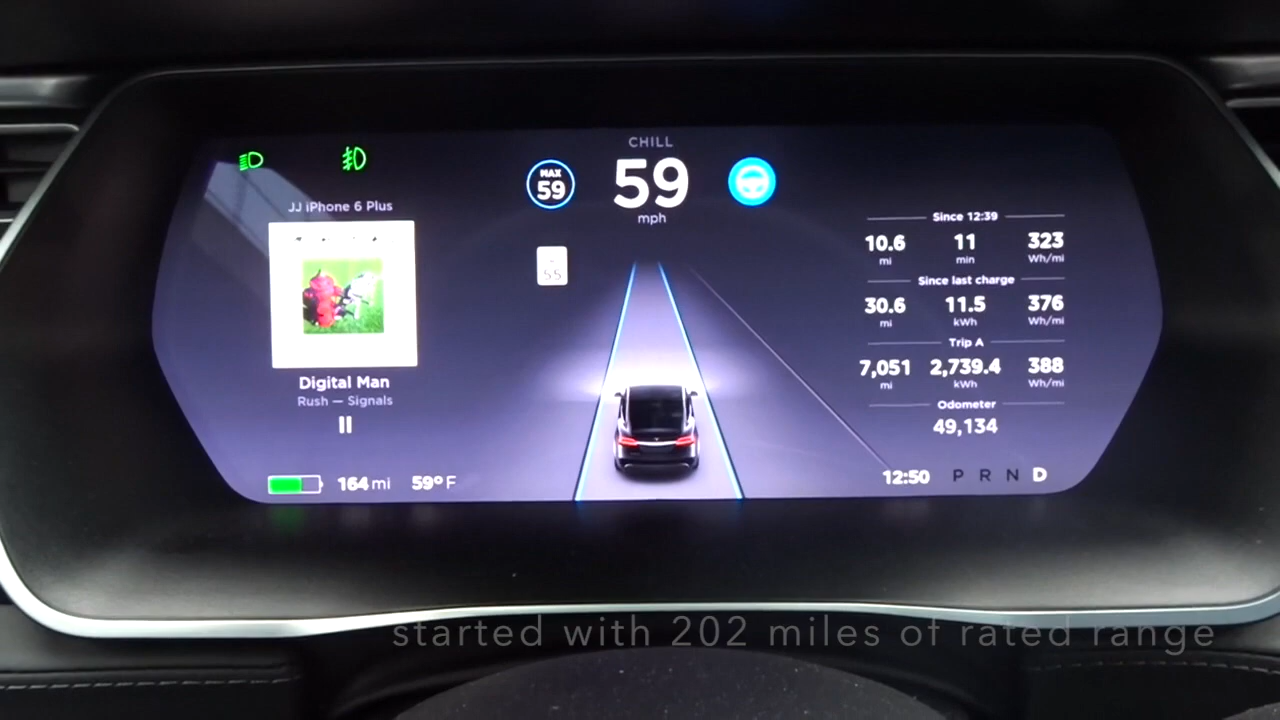 CHILL
MAX
59
59
mph
55
JJ iPhone 6 Plus
Digital Man
Rush — Signals
164 mi 59° F
Since 12:39
10.6 11 323
mi min Wh/mi
Since last charge
30.6 11.5 376
mi kWh Wh/mi
Trip A
7,051 2,739.4 388
mi kWh Wh/mi
Odometer
49,134
12:50 P R N D
started with 202 miles of rated range